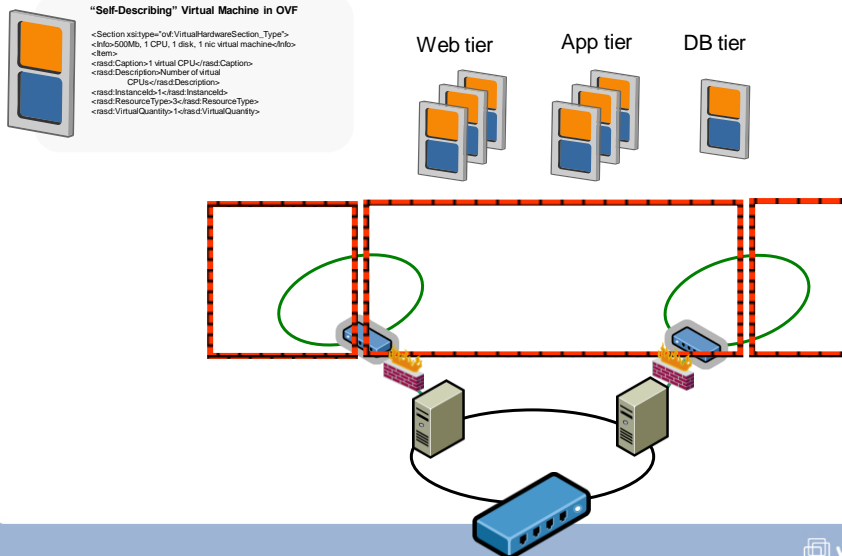 “Self-Describing” Virtual Machine in OVF
<Section xsi:type="ovf:VirtualHardwareSection_Type">
<Info>500Mb, 1 CPU, 1 disk, 1 nic virtual machine</Info>
<Item>
<rasd:Caption>1 virtual CPU</rasd:Caption>
<rasd:Description>Number of virtual
CPUs</rasd:Description>
<rasd:InstanceId>1</rasd:InstanceId>
<rasd:ResourceType>3</rasd:ResourceType>
<rasd:VirtualQuantity>1</rasd:VirtualQuantity>
Web tier
App tier
DB tier